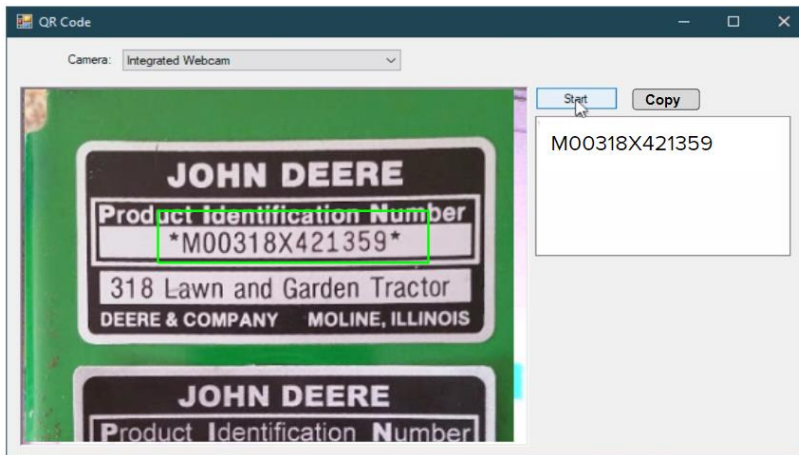 QR Code
Camera: Integrated Webcam
Start Copy
M00318X421359
JOHN DEERE
Product Identification Number
*M00318X421359*
318 Lawn and Garden Tractor
DEERE & COMPANY MOLINE, ILLINOIS
JOHN DEERE
Product Identification Number